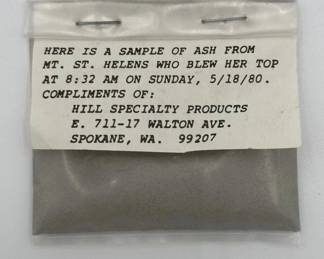 HERE IS A SAMPLE OF ASH FROM
MT. ST. HELENS WHO BLEW HER TOP
AT 8:32 AM ON SUNDAY, 5/18/80.
COMPLIMENTS OF:
HILL SPECIALTY PRODUCTS
E. 711-17 WALTON AVE.
SPOKANE, WA. 99207